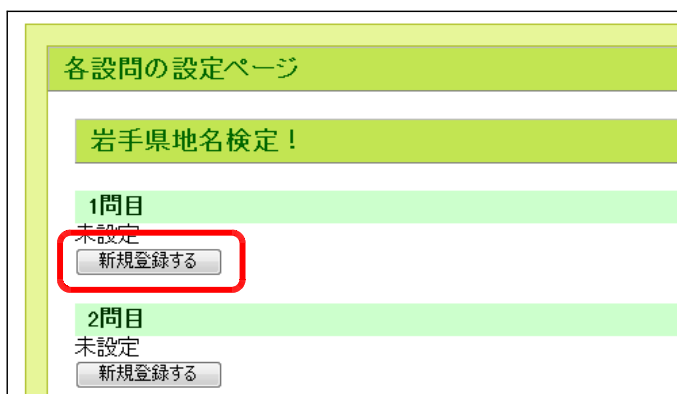 各設問の設定ページ
岩手県地名検定！
1問目
未設定
新規登録する
2問目
未設定
新規登録する